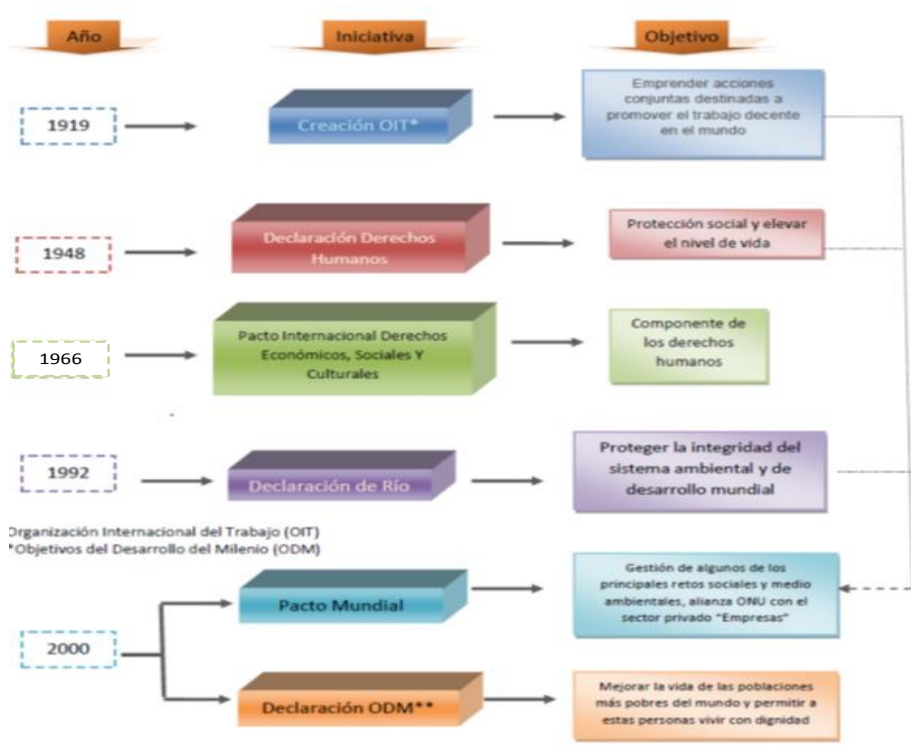 Año
Iniciativa
Objetivo
1919
Creación OIT*
Emprender acciones
conjuntas destinadas a
promover el trabajo decente
en el mundo
1948
Declaración Derechos
Humanos
Protección social y elevar
el nivel de vida
1966
Pacto Internacional Derechos
Económicos, Sociales Y
Culturales
Componente de
los derechos
humanos
1992
Declaración de Río
Proteger la integridad del
sistema ambiental y de
desarrollo mundial
Organización Internacional del Trabajo (OIT)
*Objetivos del Desarrollo del Milenio (ODM)
2000
Pacto Mundial
Gestión de algunos de los
principales retos sociales y medio
ambientales, alianza ONU con el
sector privado "Empresas"
Declaración ODM**
Mejorar la vida de las poblaciones
más pobres del mundo y permitir a
estas personas vivir con dignidad